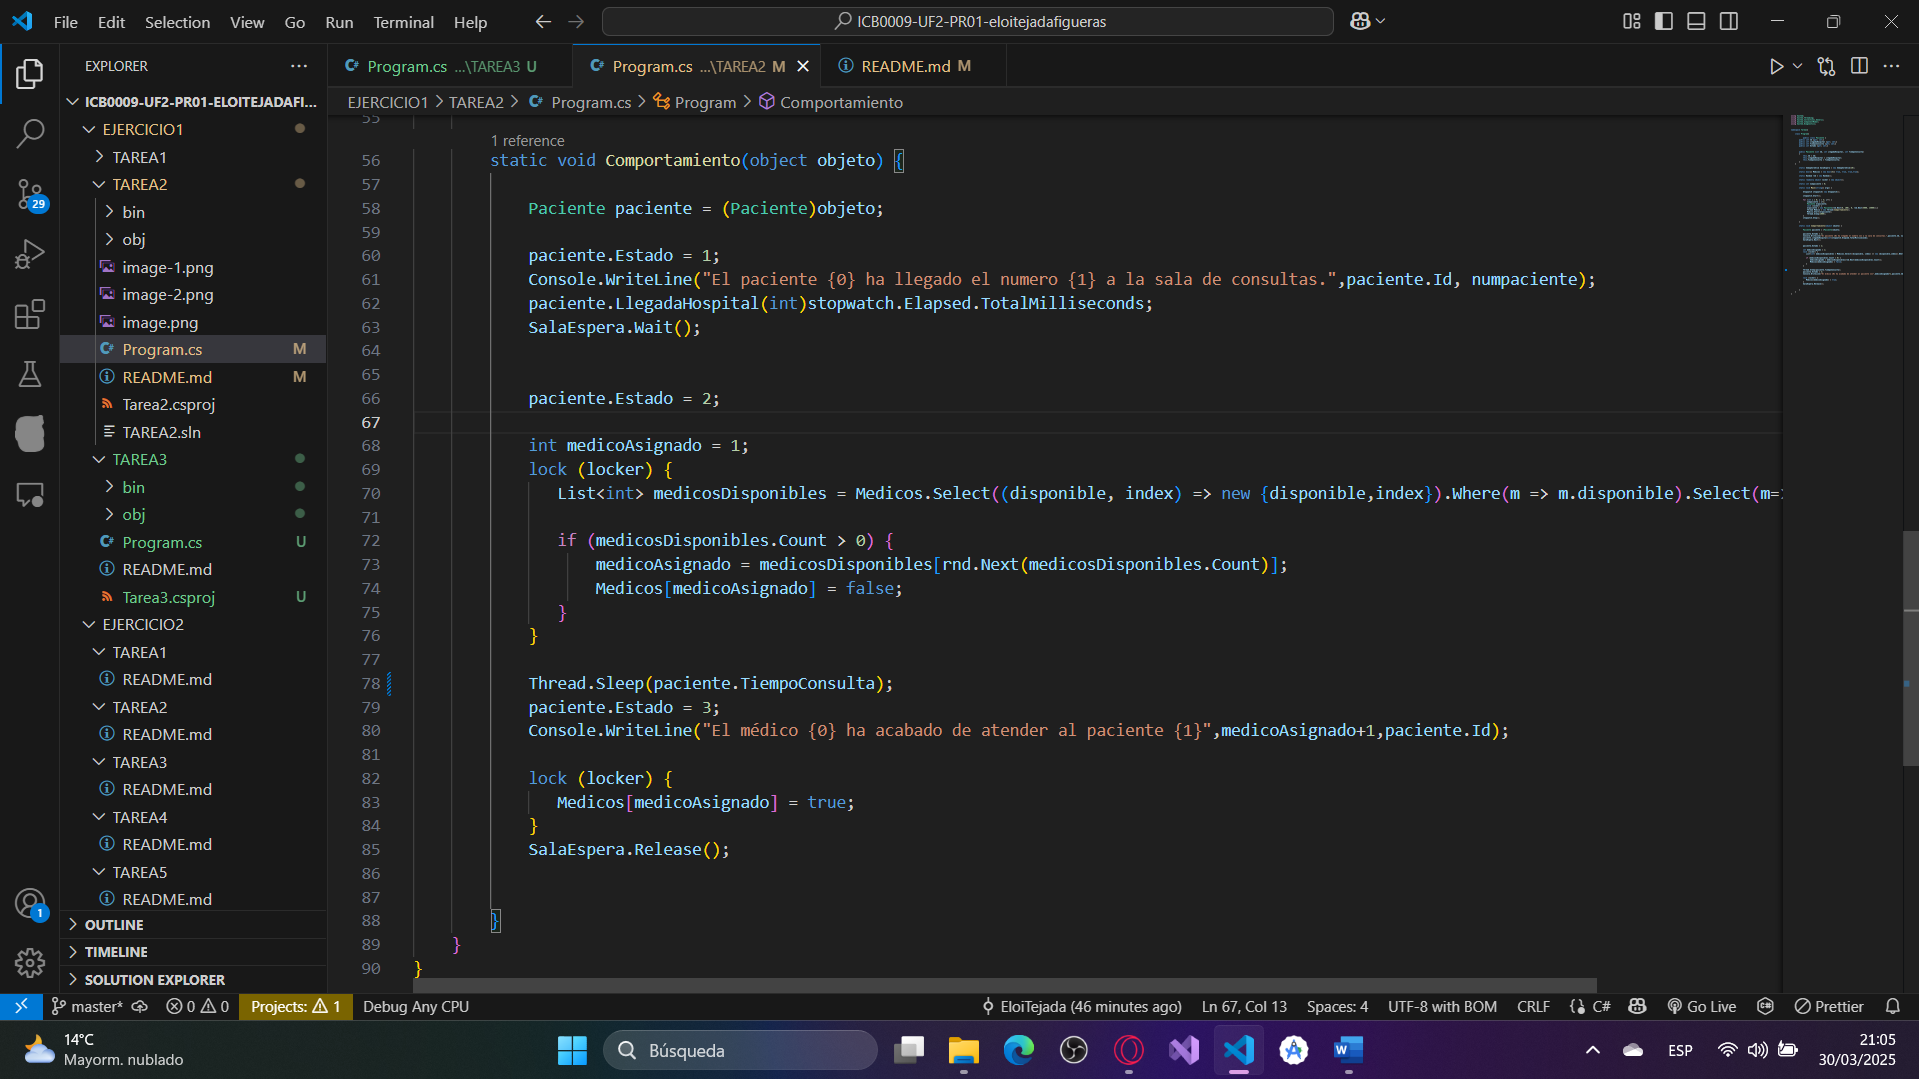 File Edit Selection View Go Run Terminal Help
ICB0009-UF2-PR01-eloitejadafigueras
EXPLORER
ICB0009-UF2-PR01-ELOITEJADAFI...
EJERCICIO1
TAREA1
TAREA2
bin
obj
image-1.png
image-2.png
image.png
Program.cs M
README.md M
Tarea2.csproj
TAREA2.sln
TAREA3
bin
obj
Program.cs U
README.md
Tarea3.csproj U
EJERCICIO2
TAREA1
README.md
TAREA2
README.md
TAREA3
README.md
TAREA4
README.md
TAREA5
README.md
OUTLINE
TIMELINE
SOLUTION EXPLORER
29
1
Program.cs ...\TAREA3 U
Program.cs ...\TAREA2 M
README.md M
EJERCICIO1 > TAREA2 > Program.cs > Program > Comportamiento
55
1 reference
56 static void Comportamiento(object objeto) {
57
58 Paciente paciente = (Paciente)objeto;
59
60 paciente.Estado = 1;
61 Console.WriteLine("El paciente {0} ha llegado el numero {1} a la sala de consultas.",paciente.Id, numpaciente);
62 paciente.LlegadaHospital(int)stopwatch.Elapsed.TotalMilliseconds;
63 SalaEspera.Wait();
64
65
66 paciente.Estado = 2;
67
68 int medicoAsignado = 1;
69 lock (locker) {
70 List<int> medicosDisponibles = Medicos.Select((disponible, index) => new {disponible,index}).Where(m => m.disponible).Select(m=>
71
72 if (medicosDisponibles.Count > 0) {
73 medicoAsignado = medicosDisponibles[rnd.Next(medicosDisponibles.Count)];
74 Medicos[medicoAsignado] = false;
75 }
76 }
77
78 Thread.Sleep(paciente.TiempoConsulta);
79 paciente.Estado = 3;
80 Console.WriteLine("El médico {0} ha acabado de atender al paciente {1}",medicoAsignado+1,paciente.Id);
81
82 lock (locker) {
83 Medicos[medicoAsignado] = true;
84 }
85 SalaEspera.Release();
86
87
88 }
89 }
90 }
master* 0 0 Projects: 1 Debug Any CPU
EloiTejada (46 minutes ago) Ln 67, Col 13 Spaces: 4 UTF-8 with BOM CRLF {} C# Go Live Prettier
14°C
Mayorm. nublado
Búsqueda
ESP
21:05
30/03/2025